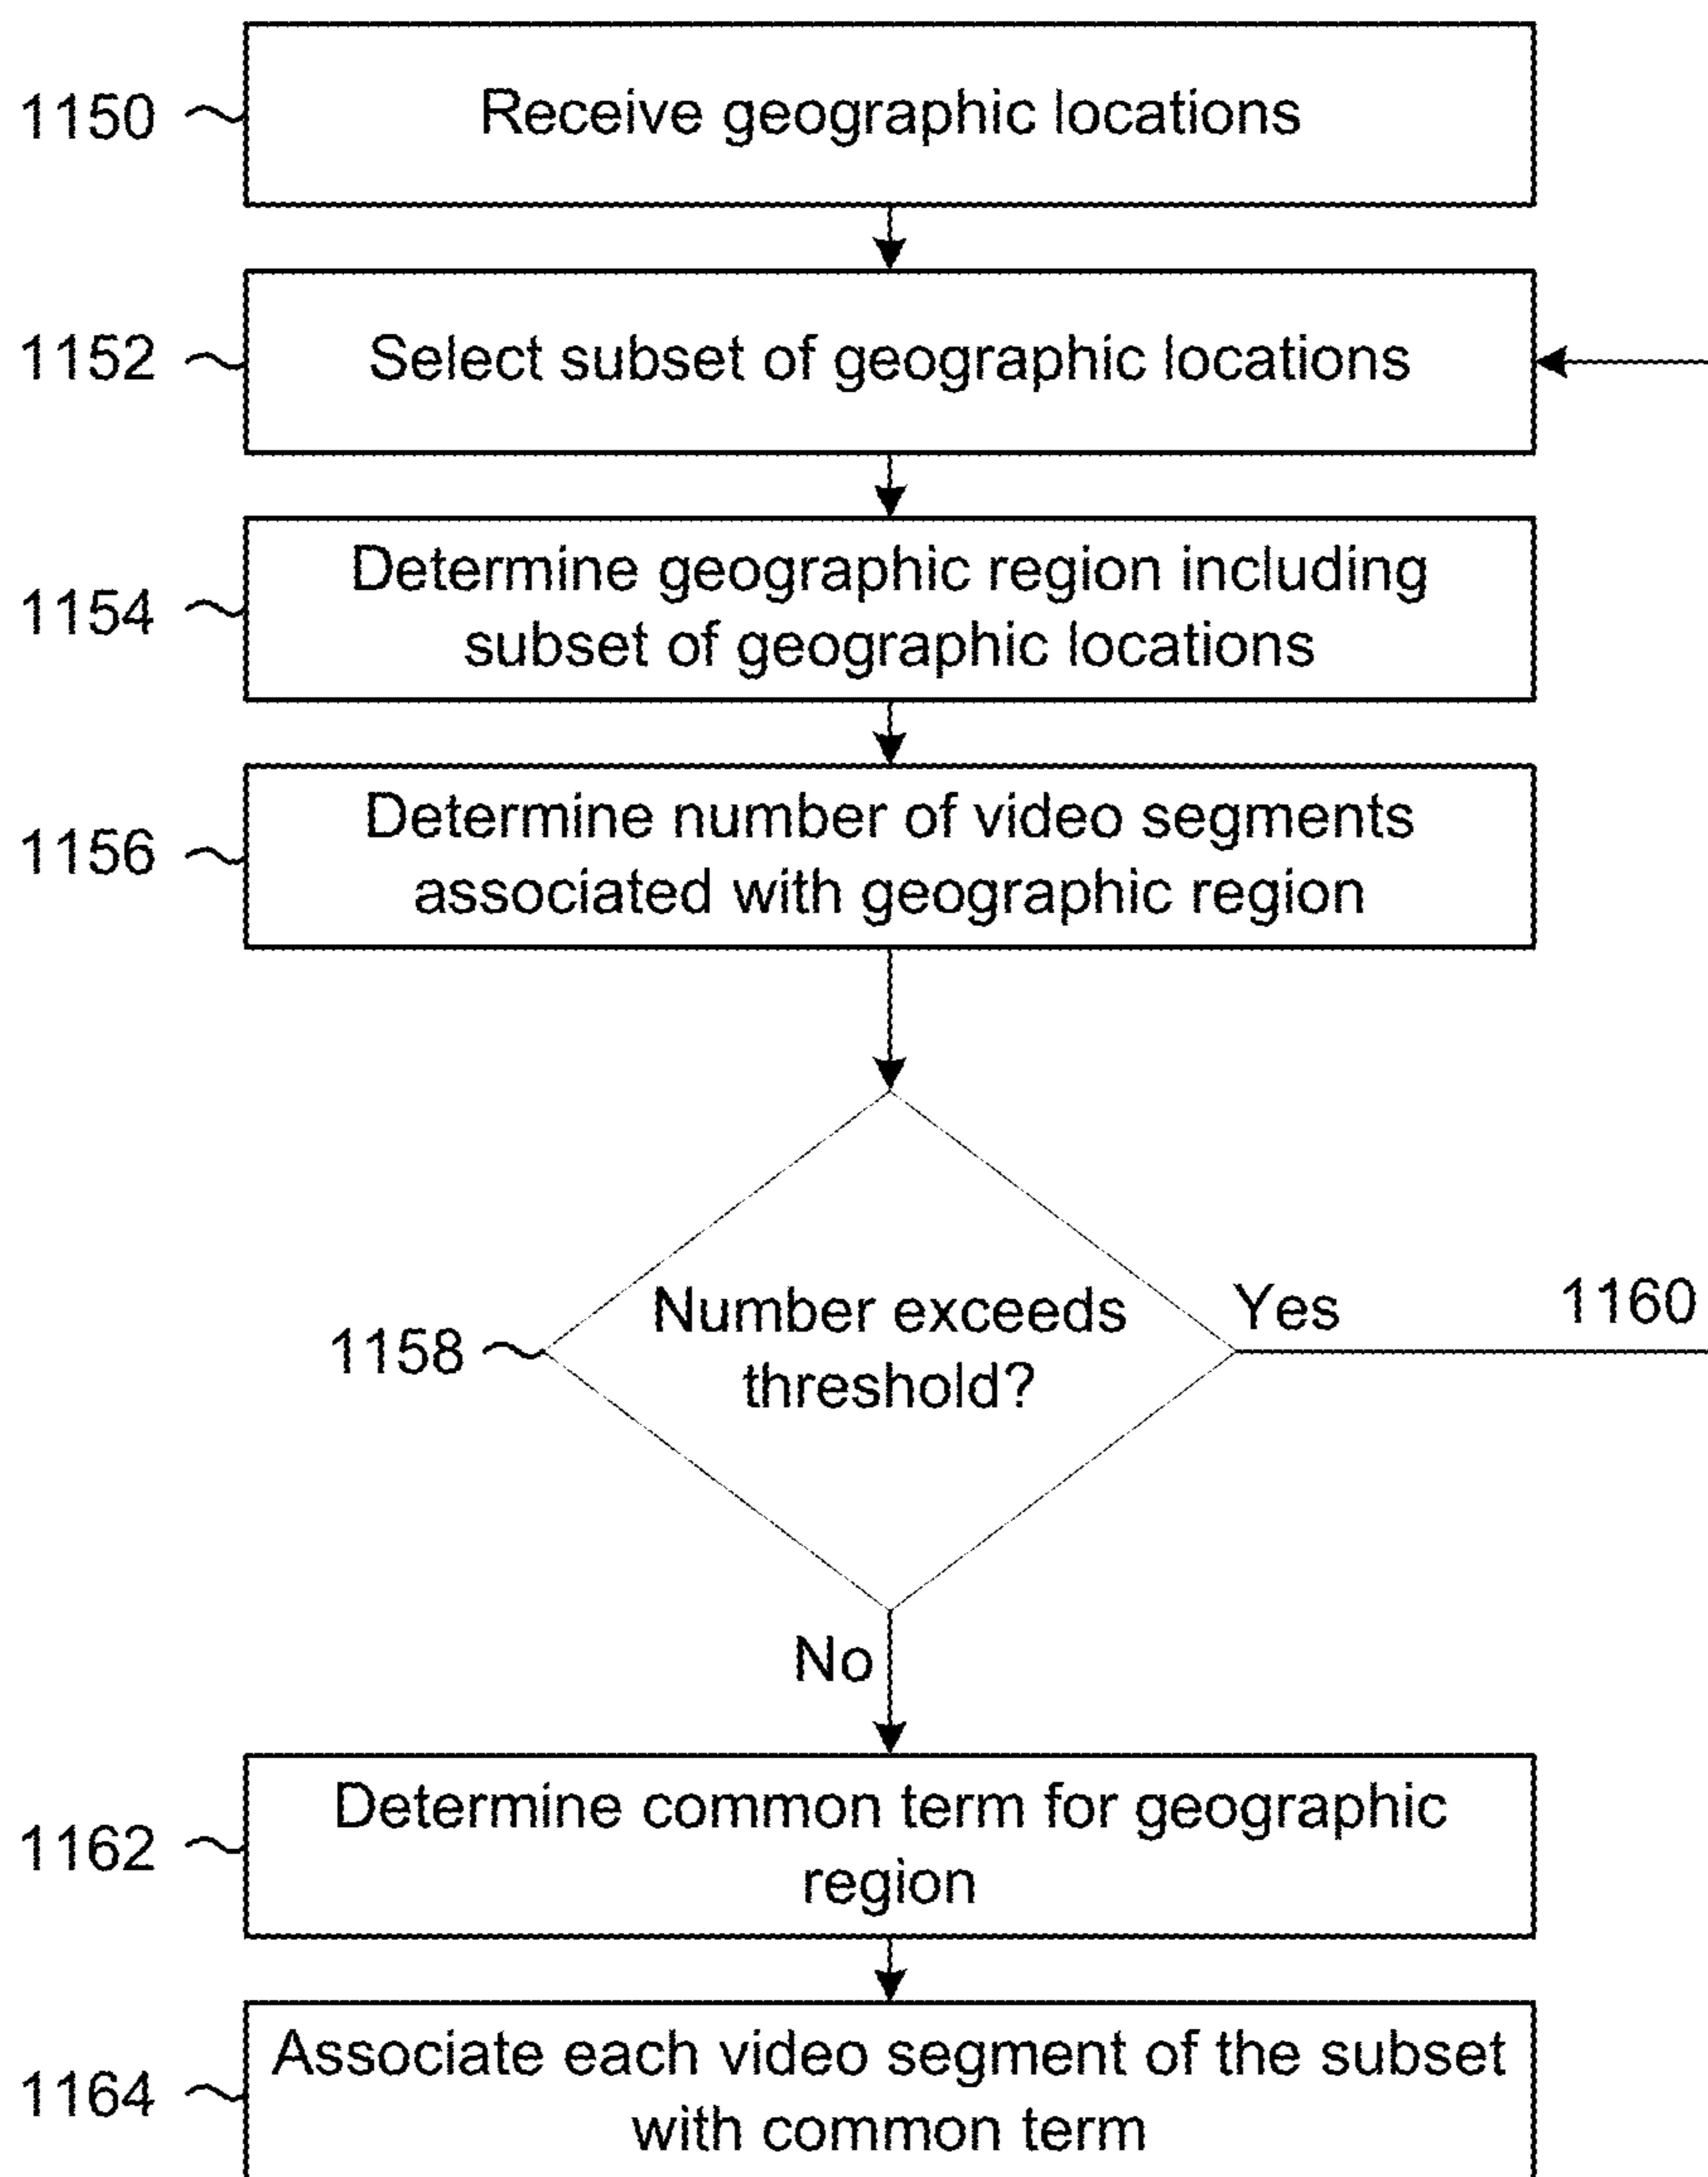 1150
Receive geographic locations
1152
Select subset of geographic locations
1154
Determine geographic region including
subset of geographic locations
1156
Determine number of video segments
associated with geographic region
1158
Number exceeds
threshold?
Yes
1160
No
1162
Determine common term for geographic
region
1164
Associate each video segment of the subset
with common term